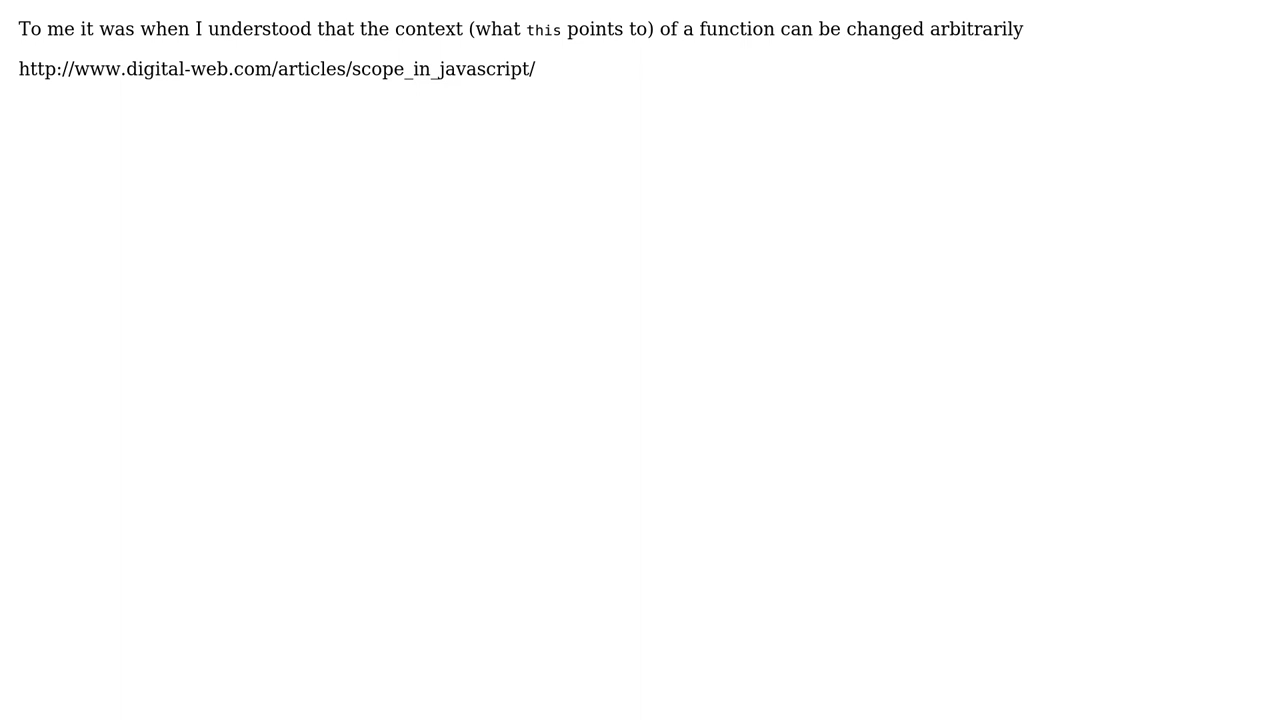 To me it was when I understood that the context (what this points to) of a function can be changed arbitrarily
http://www.digital-web.com/articles/scope_in_javascript/